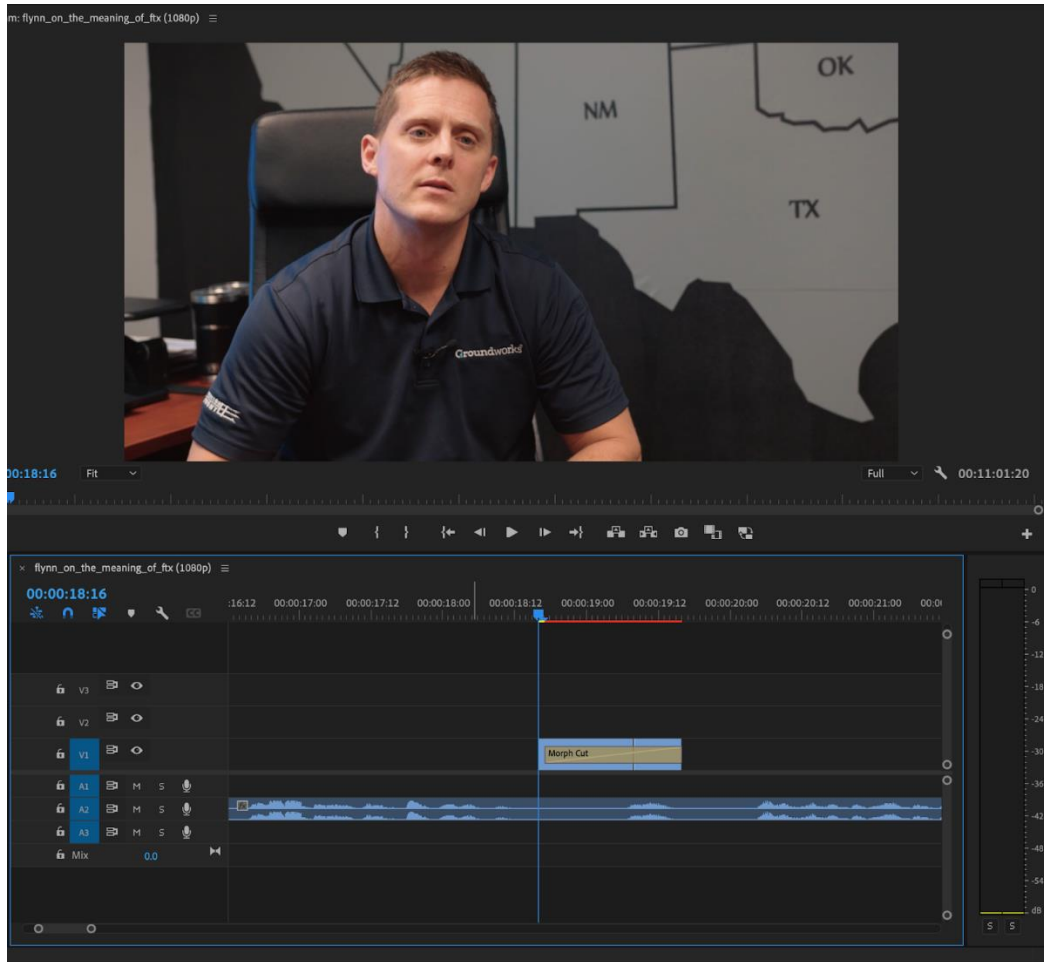 m: flynn_on_the_meaning_of_ftx (1080p)
OK
NM
TX
Groundworks
00:18:16 Fit Full 00:11:01:20
× flynn_on_the_meaning_of_ftx (1080p)
00:00:18:16
:16:12 00:00:17:00 00:00:17:12 00:00:18:00 00:00:18:12 00:00:19:00 00:00:19:12 00:00:20:00 00:00:20:12 00:00:21:00 00:0
CC
V3
V2
V1 Morph Cut
A1 M S
A2 M S
fx
A3 M S
Mix 0.0
0
-6
-12
-18
-24
-30
-36
-42
-48
-54
dB
S S